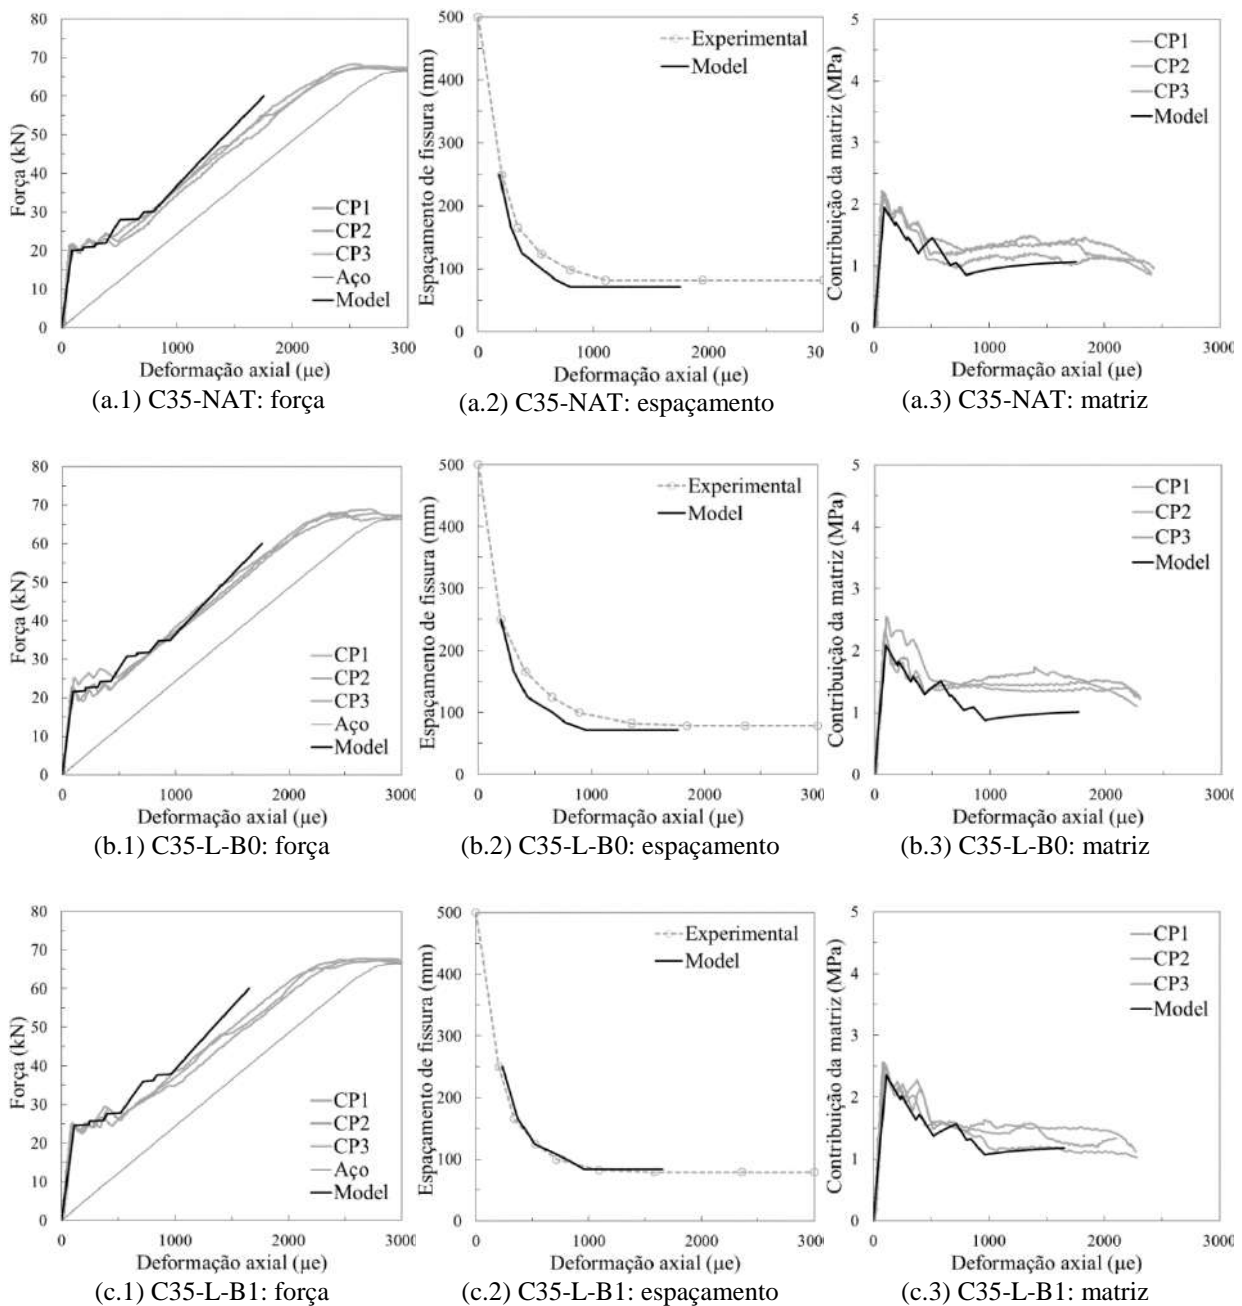 80
70
60
50
40
30
20
10
0
Força (kN)
CP1
CP2
CP3
Aço
Model
0 1000 2000 300
Deformação axial (µe)
(a.1) C35-NAT: força
500
400
300
200
100
0
Espaçamento de fissura (mm)
Experimental
Model
0 1000 2000 30
Deformação axial (µe)
(a.2) C35-NAT: espaçamento
5
4
3
2
1
0
Contribuição da matriz (MPa)
CP1
CP2
CP3
Model
0 1000 2000 3000
Deformação axial (µe)
(a.3) C35-NAT: matriz
80
70
60
50
40
30
20
10
0
Força (kN)
CP1
CP2
CP3
Aço
Model
0 1000 2000 3000
Deformação axial (µe)
(b.1) C35-L-B0: força
500
400
300
200
100
0
Espaçamento de fissura (mm)
Experimental
Model
0 1000 2000 3000
Deformação axial (µe)
(b.2) C35-L-B0: espaçamento
5
4
3
2
1
0
Contribuição da matriz (MPa)
CP1
CP2
CP3
Model
0 1000 2000 3000
Deformação axial (µe)
(b.3) C35-L-B0: matriz
80
70
60
50
40
30
20
10
0
Força (kN)
CP1
CP2
CP3
Aço
Model
0 1000 2000 3000
Deformação axial (µe)
(c.1) C35-L-B1: força
500
400
300
200
100
0
Espaçamento de fissura (mm)
Experimental
Model
0 1000 2000 3000
Deformação axial (µe)
(c.2) C35-L-B1: espaçamento
5
4
3
2
1
0
Contribuição da matriz (MPa)
CP1
CP2
CP3
Model
0 1000 2000 3000
Deformação axial (µe)
(c.3) C35-L-B1: matriz